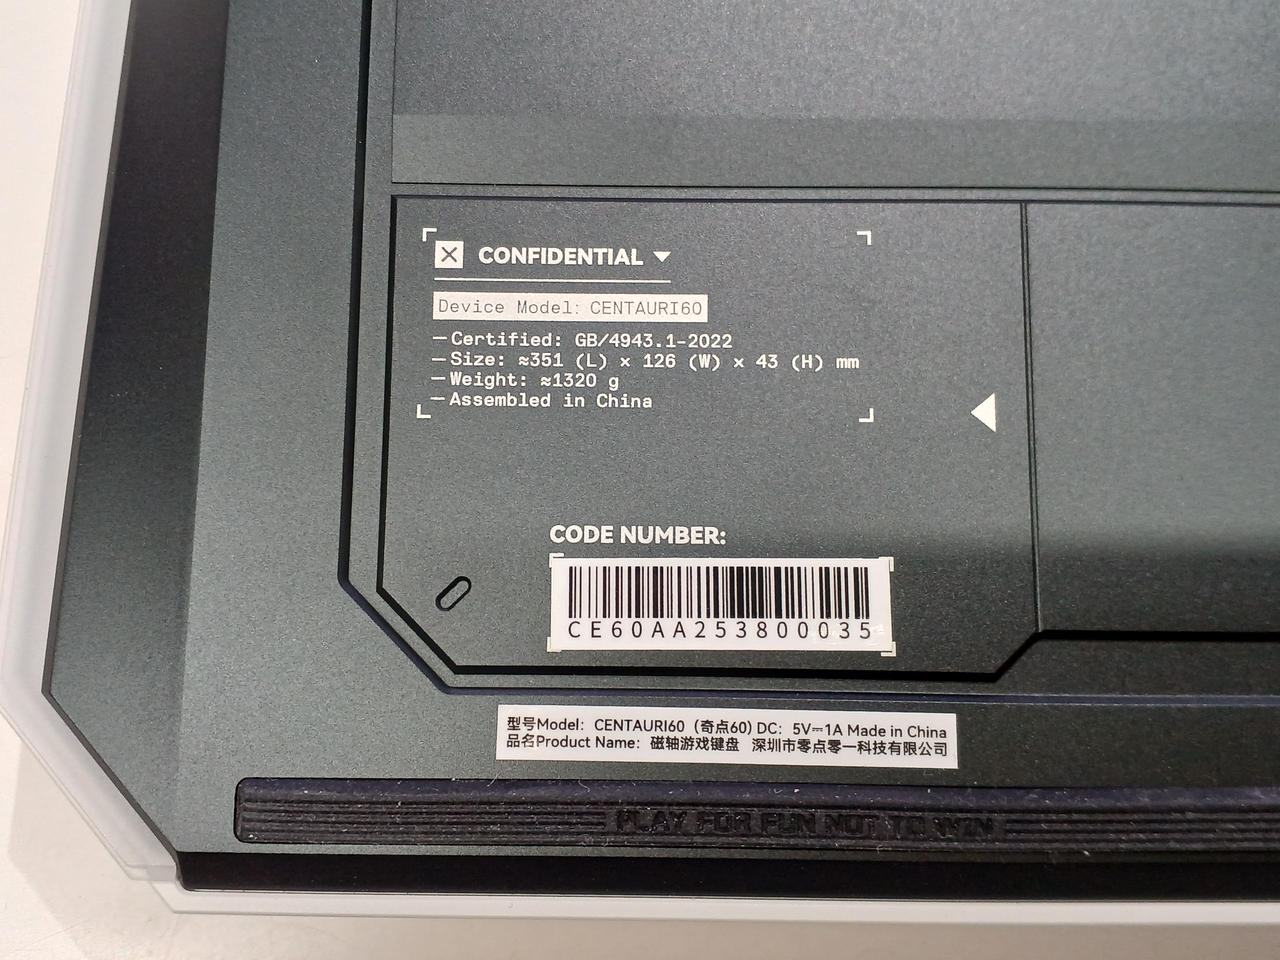 CONFIDENTIAL
Device Model: CENTAURI60
—Certified: GB/4943.1-2022
—Size: ≈351 (L) x 126 (W) x 43 (H) mm
—Weight: ≈1320 g
—Assembled in China
CODE NUMBER:
CE60AA253800035
型号Model: CENTAURI60（奇点60) DC: 5V⎓1A Made in China
品名Product Name: 磁轴游戏键盘 深圳市零点零一科技有限公司
PLAY FOR FUN NOT TO WIN